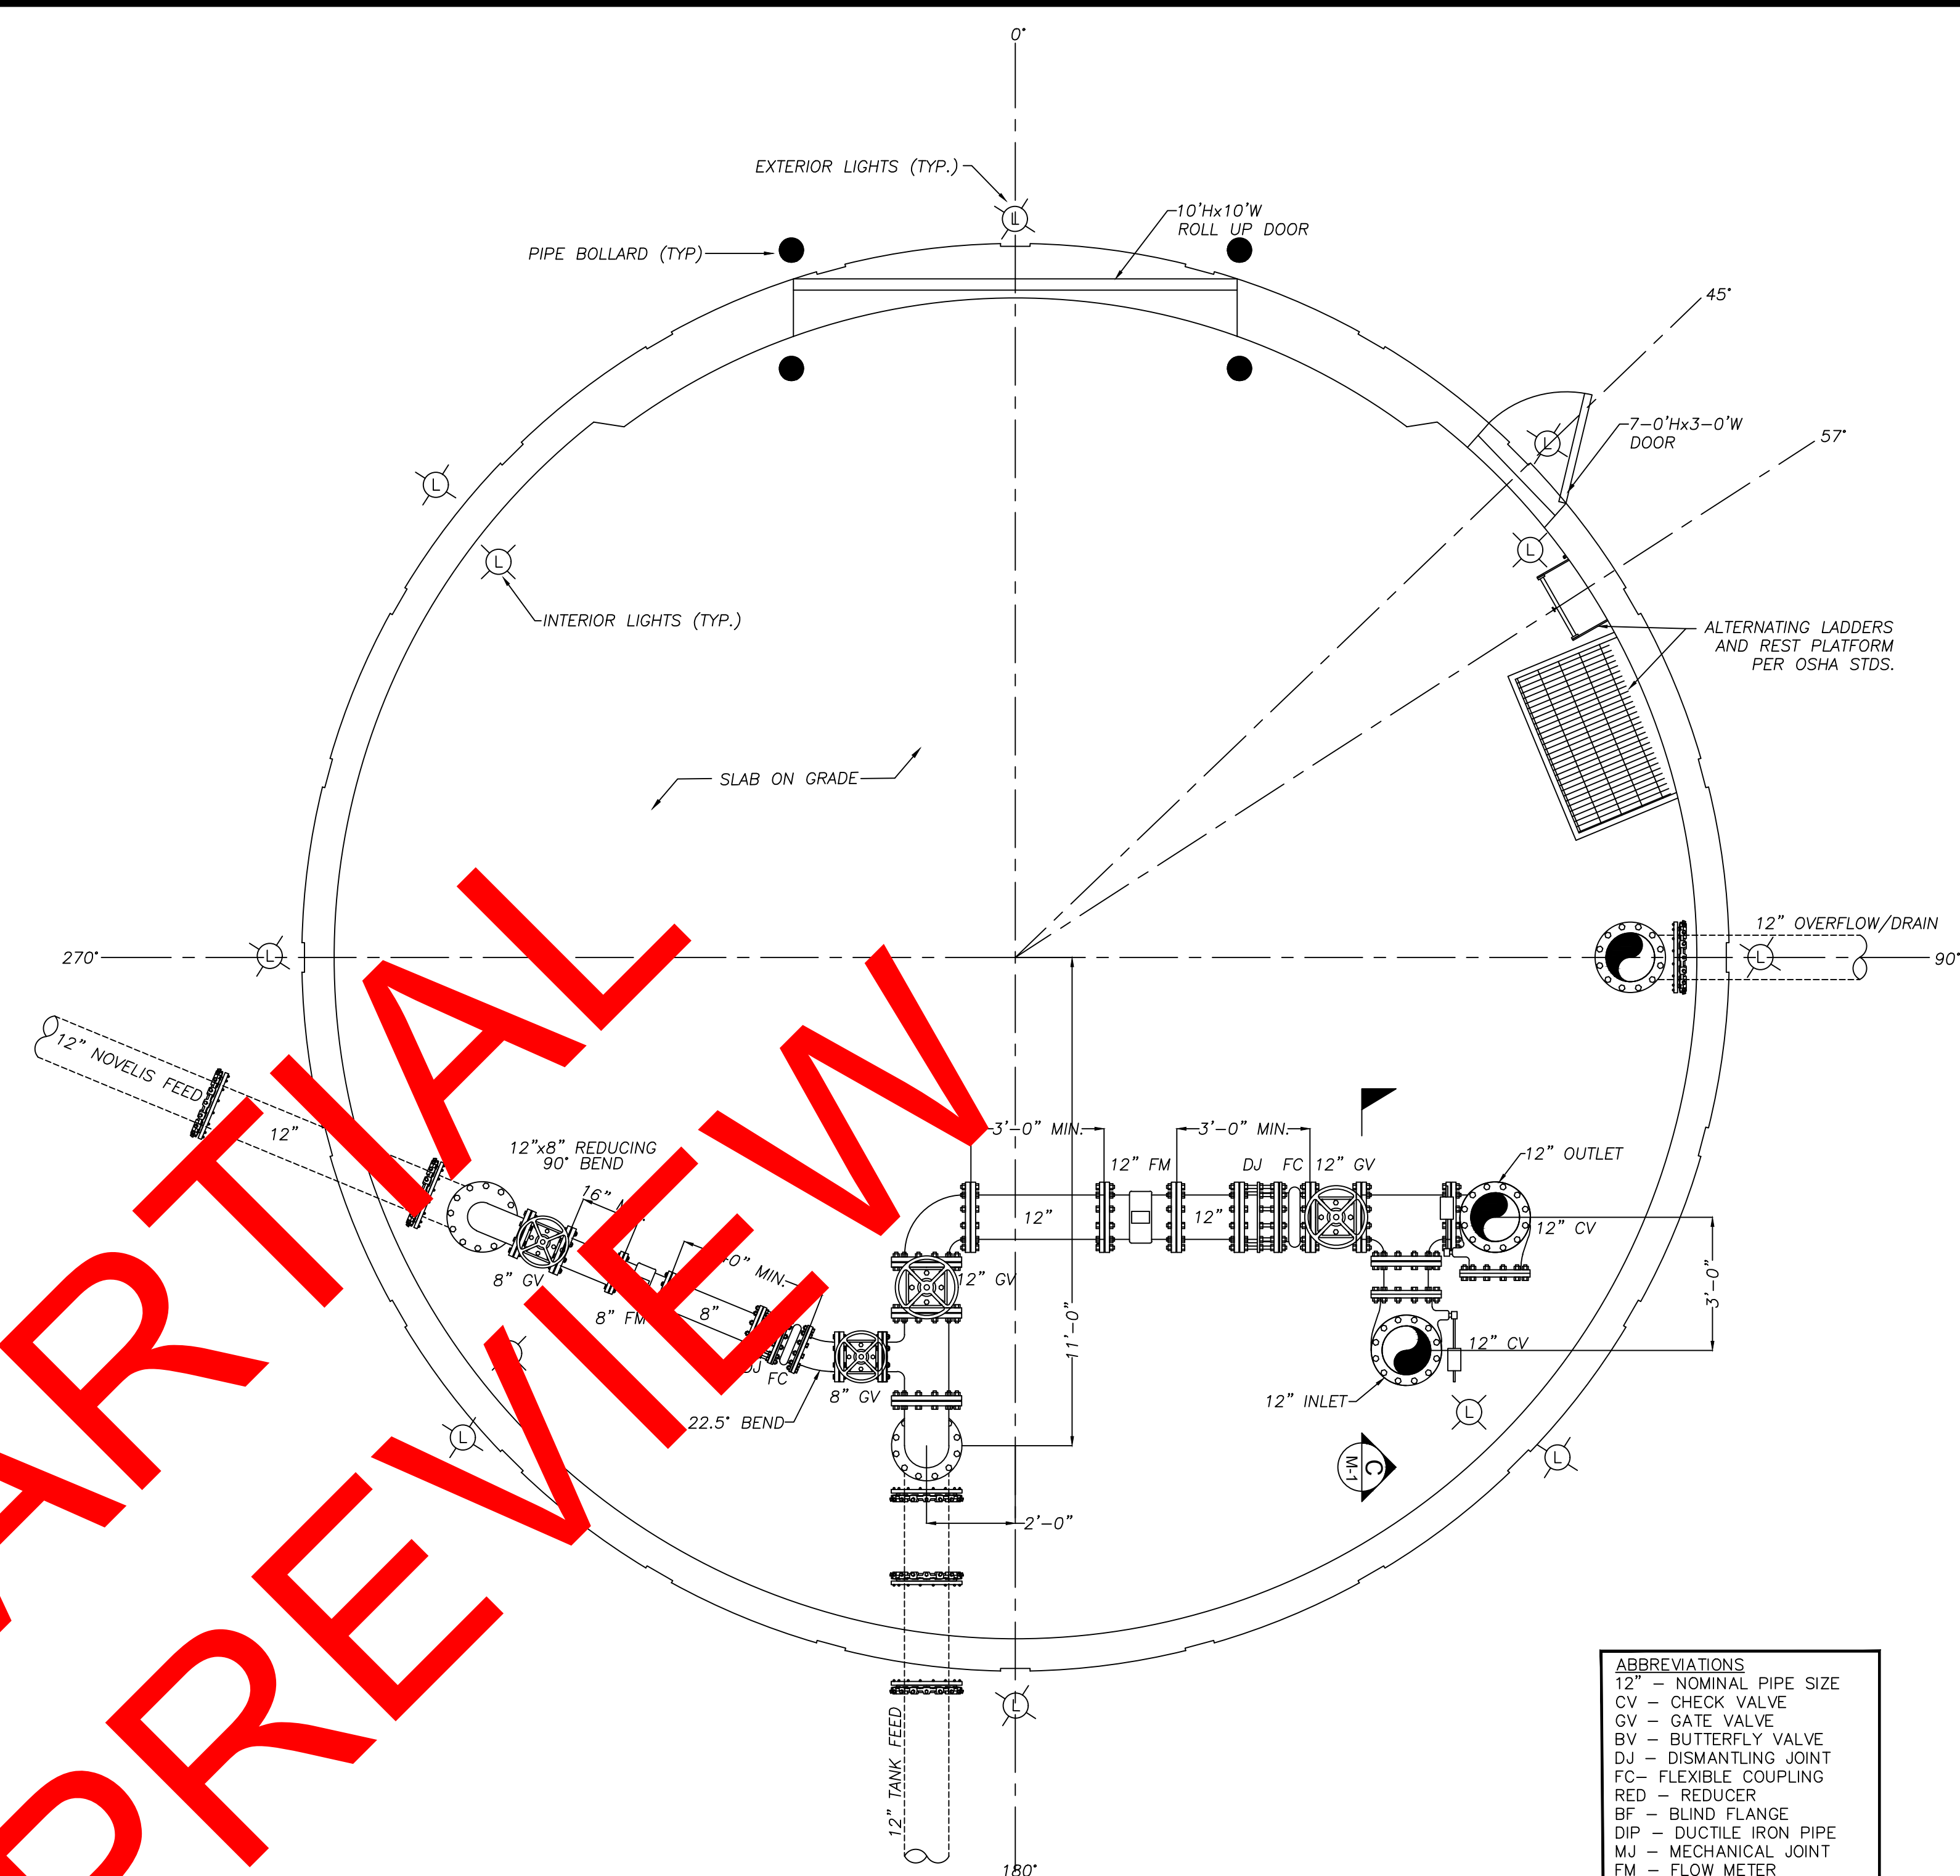 0°
EXTERIOR LIGHTS (TYP.)
10'Hx10'W
ROLL UP DOOR
PIPE BOLLARD (TYP)
45°
7-0'Hx3-0'W
DOOR
57°
L
L
L
L
L
INTERIOR LIGHTS (TYP.)
ALTERNATING LADDERS
AND REST PLATFORM
PER OSHA STDS.
SLAB ON GRADE
12" OVERFLOW/DRAIN
270°
L
L
90°
12" NOVELIS FEED
12"
12"x8" REDUCING
90° BEND
16"
3'-0" MIN.
3'-0" MIN.
12" FM
DJ FC 12" GV
12" OUTLET
12"
12"
12" CV
8" GV
0" MIN.
12" GV
8" FM
8"
11'-0"
3'-0"
12" CV
FC
8" GV
22.5° BEND
12" INLET
L
L
L
C
M-1
2'-0"
L
12" TANK FEED
180°
PARTIAL
PREVIEW
ABBREVIATIONS
12" – NOMINAL PIPE SIZE
CV – CHECK VALVE
GV – GATE VALVE
BV – BUTTERFLY VALVE
DJ – DISMANTLING JOINT
FC– FLEXIBLE COUPLING
RED – REDUCER
BF – BLIND FLANGE
DIP – DUCTILE IRON PIPE
MJ – MECHANICAL JOINT
FM – FLOW METER